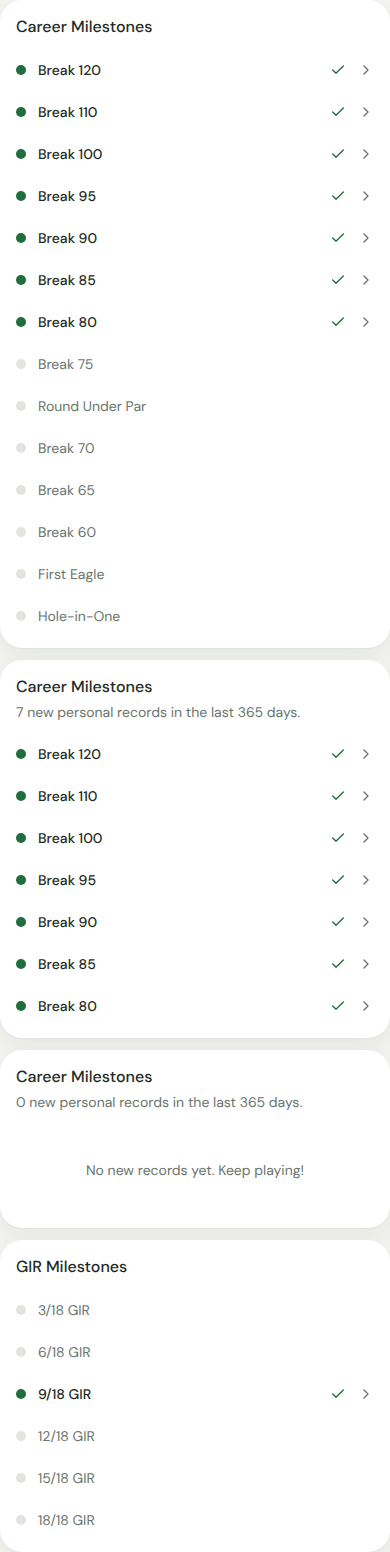 Career Milestones
Break 120
Break 110
Break 100
Break 95
Break 90
Break 85
Break 80
Break 75
Round Under Par
Break 70
Break 65
Break 60
First Eagle
Hole-in-One
Career Milestones
7 new personal records in the last 365 days.
Break 120
Break 110
Break 100
Break 95
Break 90
Break 85
Break 80
Career Milestones
0 new personal records in the last 365 days.
No new records yet. Keep playing!
GIR Milestones
3/18 GIR
6/18 GIR
9/18 GIR
12/18 GIR
15/18 GIR
18/18 GIR